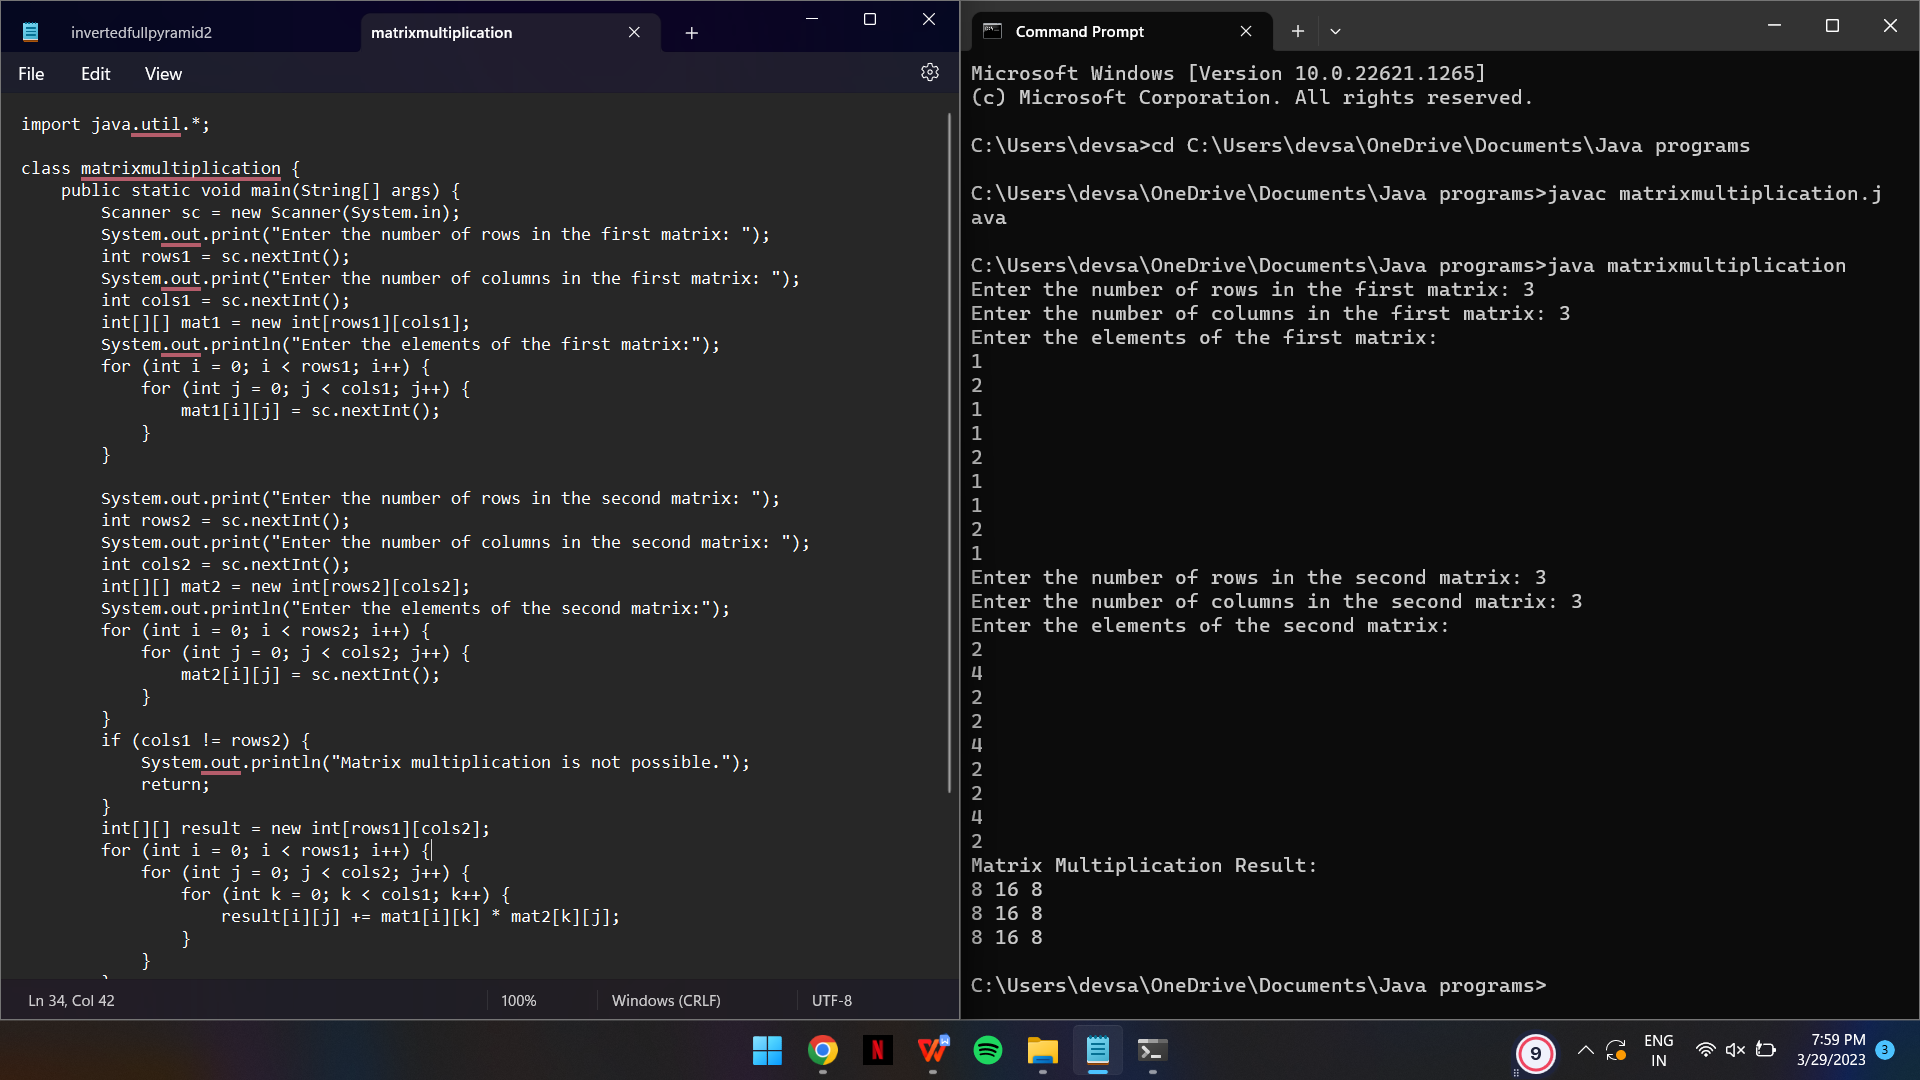 invertedfullpyramid2
matrixmultiplication
File Edit View
import java.util.*;
class matrixmultiplication {
public static void main(String[] args) {
Scanner sc = new Scanner(System.in);
System.out.print("Enter the number of rows in the first matrix: ");
int rows1 = sc.nextInt();
System.out.print("Enter the number of columns in the first matrix: ");
int cols1 = sc.nextInt();
int[][] mat1 = new int[rows1][cols1];
System.out.println("Enter the elements of the first matrix:");
for (int i = 0; i < rows1; i++) {
for (int j = 0; j < cols1; j++) {
mat1[i][j] = sc.nextInt();
}
}
System.out.print("Enter the number of rows in the second matrix: ");
int rows2 = sc.nextInt();
System.out.print("Enter the number of columns in the second matrix: ");
int cols2 = sc.nextInt();
int[][] mat2 = new int[rows2][cols2];
System.out.println("Enter the elements of the second matrix:");
for (int i = 0; i < rows2; i++) {
for (int j = 0; j < cols2; j++) {
mat2[i][j] = sc.nextInt();
}
}
if (cols1 != rows2) {
System.out.println("Matrix multiplication is not possible.");
return;
}
int[][] result = new int[rows1][cols2];
for (int i = 0; i < rows1; i++) {
for (int j = 0; j < cols2; j++) {
for (int k = 0; k < cols1; k++) {
result[i][j] += mat1[i][k] * mat2[k][j];
}
}
Ln 34, Col 42 100% Windows (CRLF) UTF-8
Command Prompt
Microsoft Windows [Version 10.0.22621.1265]
(c) Microsoft Corporation. All rights reserved.
C:\Users\devsa>cd C:\Users\devsa\OneDrive\Documents\Java programs
C:\Users\devsa\OneDrive\Documents\Java programs>javac matrixmultiplication.j
ava
C:\Users\devsa\OneDrive\Documents\Java programs>java matrixmultiplication
Enter the number of rows in the first matrix: 3
Enter the number of columns in the first matrix: 3
Enter the elements of the first matrix:
1
2
1
1
2
1
1
2
1
Enter the number of rows in the second matrix: 3
Enter the number of columns in the second matrix: 3
Enter the elements of the second matrix:
2
4
2
2
4
2
2
4
2
Matrix Multiplication Result:
8 16 8
8 16 8
8 16 8
C:\Users\devsa\OneDrive\Documents\Java programs>
N
W
9
ENG
IN
7:59 PM
3/29/2023
3